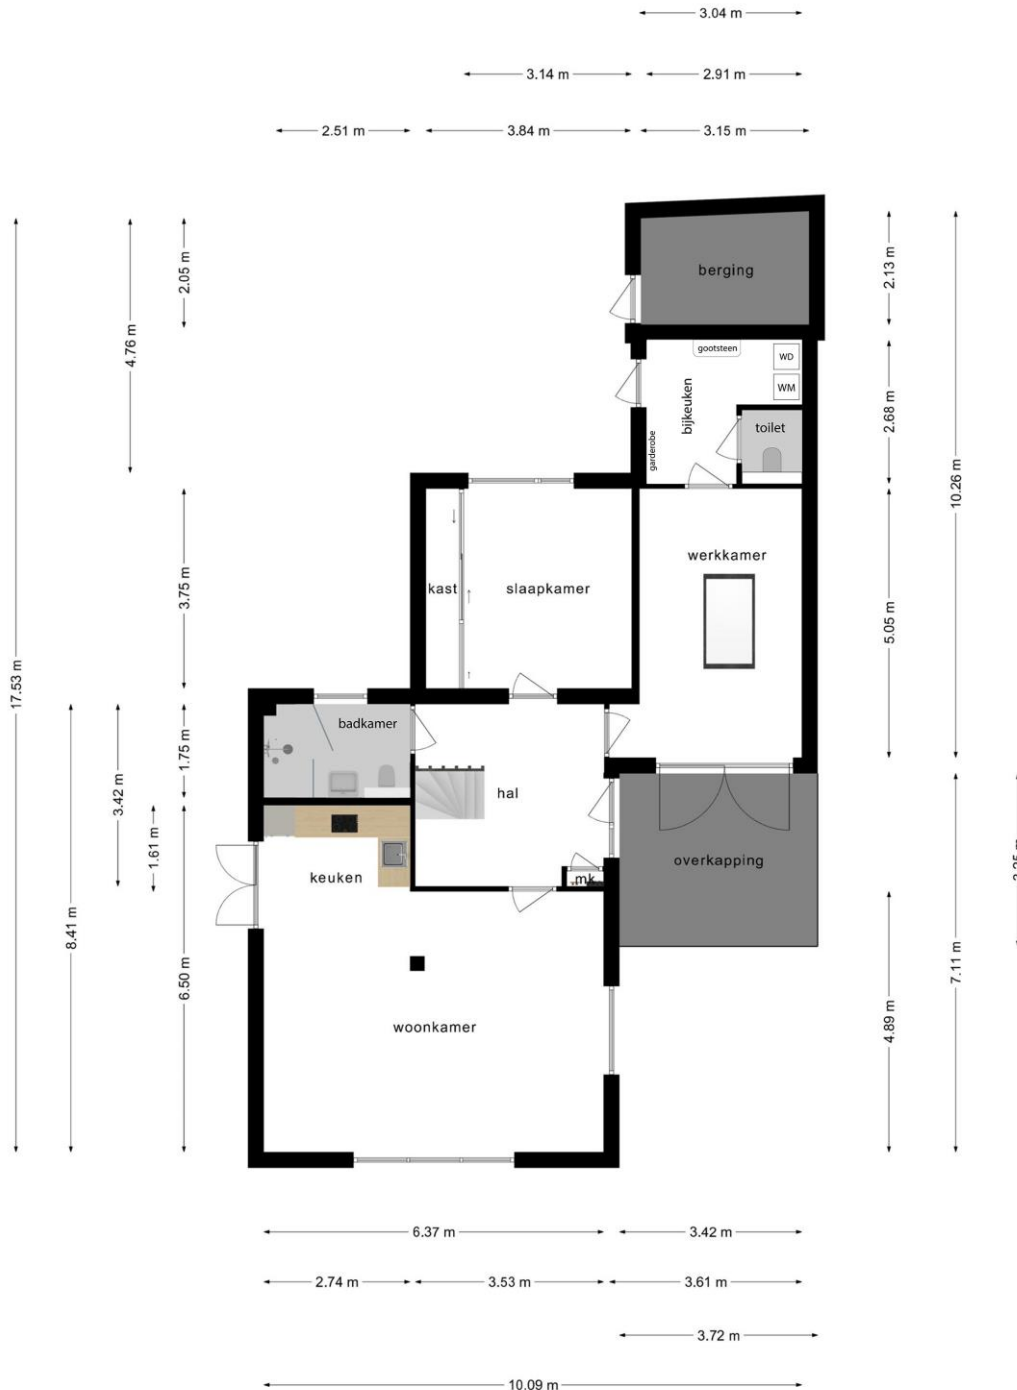 3.04 m
3.14 m
2.91 m
2.51 m
3.84 m
3.15 m
17.53 m
4.76 m
2.05 m
berging
2.13 m
10.26 m
gootsteen
WD
WM
bijkeuken
garderobe
toilet
2.68 m
3.75 m
kast
slaapkamer
werkkamer
5.05 m
8.41 m
3.42 m
1.75 m
badkamer
hal
1.61 m
keuken
mk
overkapping
6.50 m
woonkamer
4.89 m
7.11 m
6.37 m
3.42 m
2.74 m
3.53 m
3.61 m
3.72 m
10.09 m